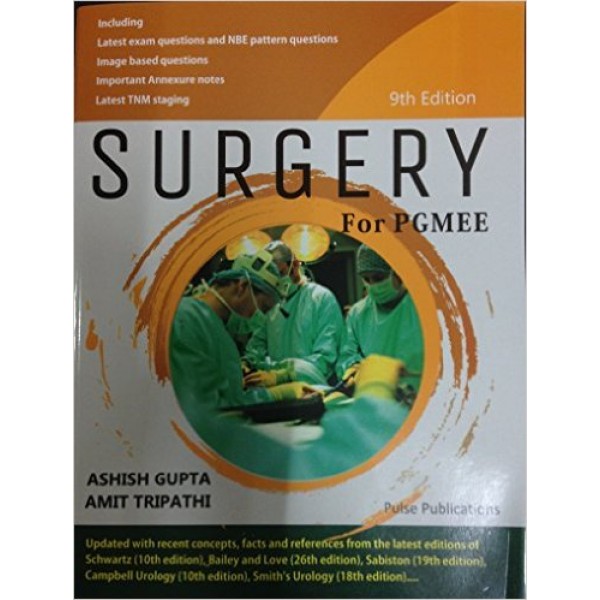 Including
Latest exam questions and NBE pattern questions
Image based questions
Important Annexure notes
Latest TNM staging
9th Edition
SURGERY
For PGMEE
ASHISH GUPTA
AMIT TRIPATHI
Pulse Publications
Updated with recent concepts, facts and references from the latest editions of
Schwartz (10th edition), Bailey and Love (26th edition), Sabiston (19th edition),
Campbell Urology (10th edition), Smith's Urology (18th edition).....